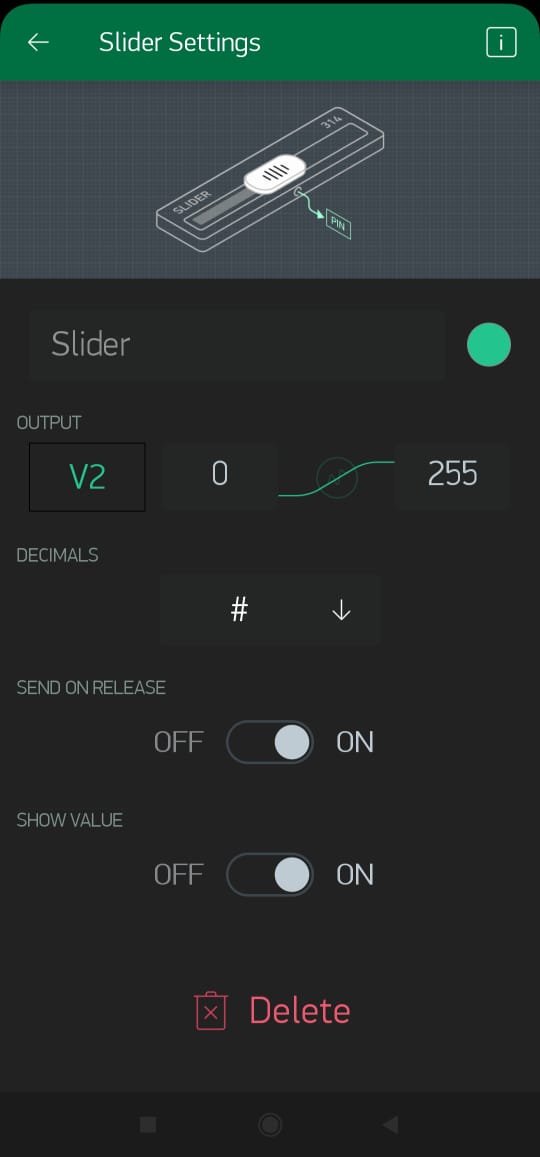 Slider Settings
i
314
SLIDER
PIN
Slider
OUTPUT
V2 0 255
DECIMALS
#
SEND ON RELEASE
OFF ON
SHOW VALUE
OFF ON
Delete